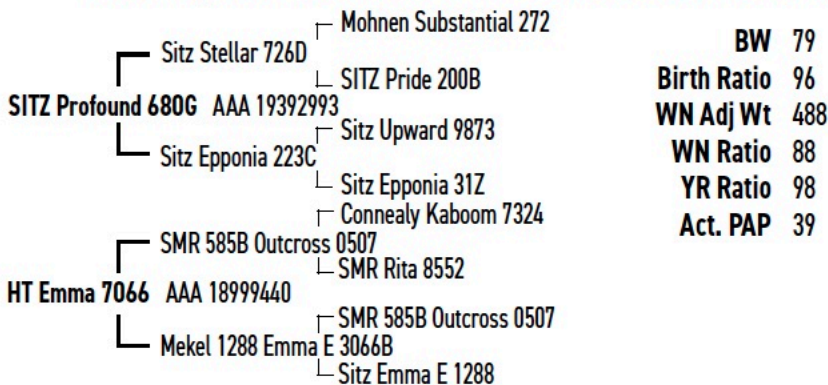 Mohnen Substantial 272
Sitz Stellar 726D
SITZ Pride 200B
SITZ Profound 680G AAA 19392993
Sitz Upward 9873
Sitz Epponia 223C
Sitz Epponia 31Z
Connealy Kaboom 7324
SMR 585B Outcross 0507
SMR Rita 8552
HT Emma 7066 AAA 18999440
SMR 585B Outcross 0507
Mekel 1288 Emma E 3066B
Sitz Emma E 1288
BW 79
Birth Ratio 96
WN Adj Wt 488
WN Ratio 88
YR Ratio 98
Act. PAP 39